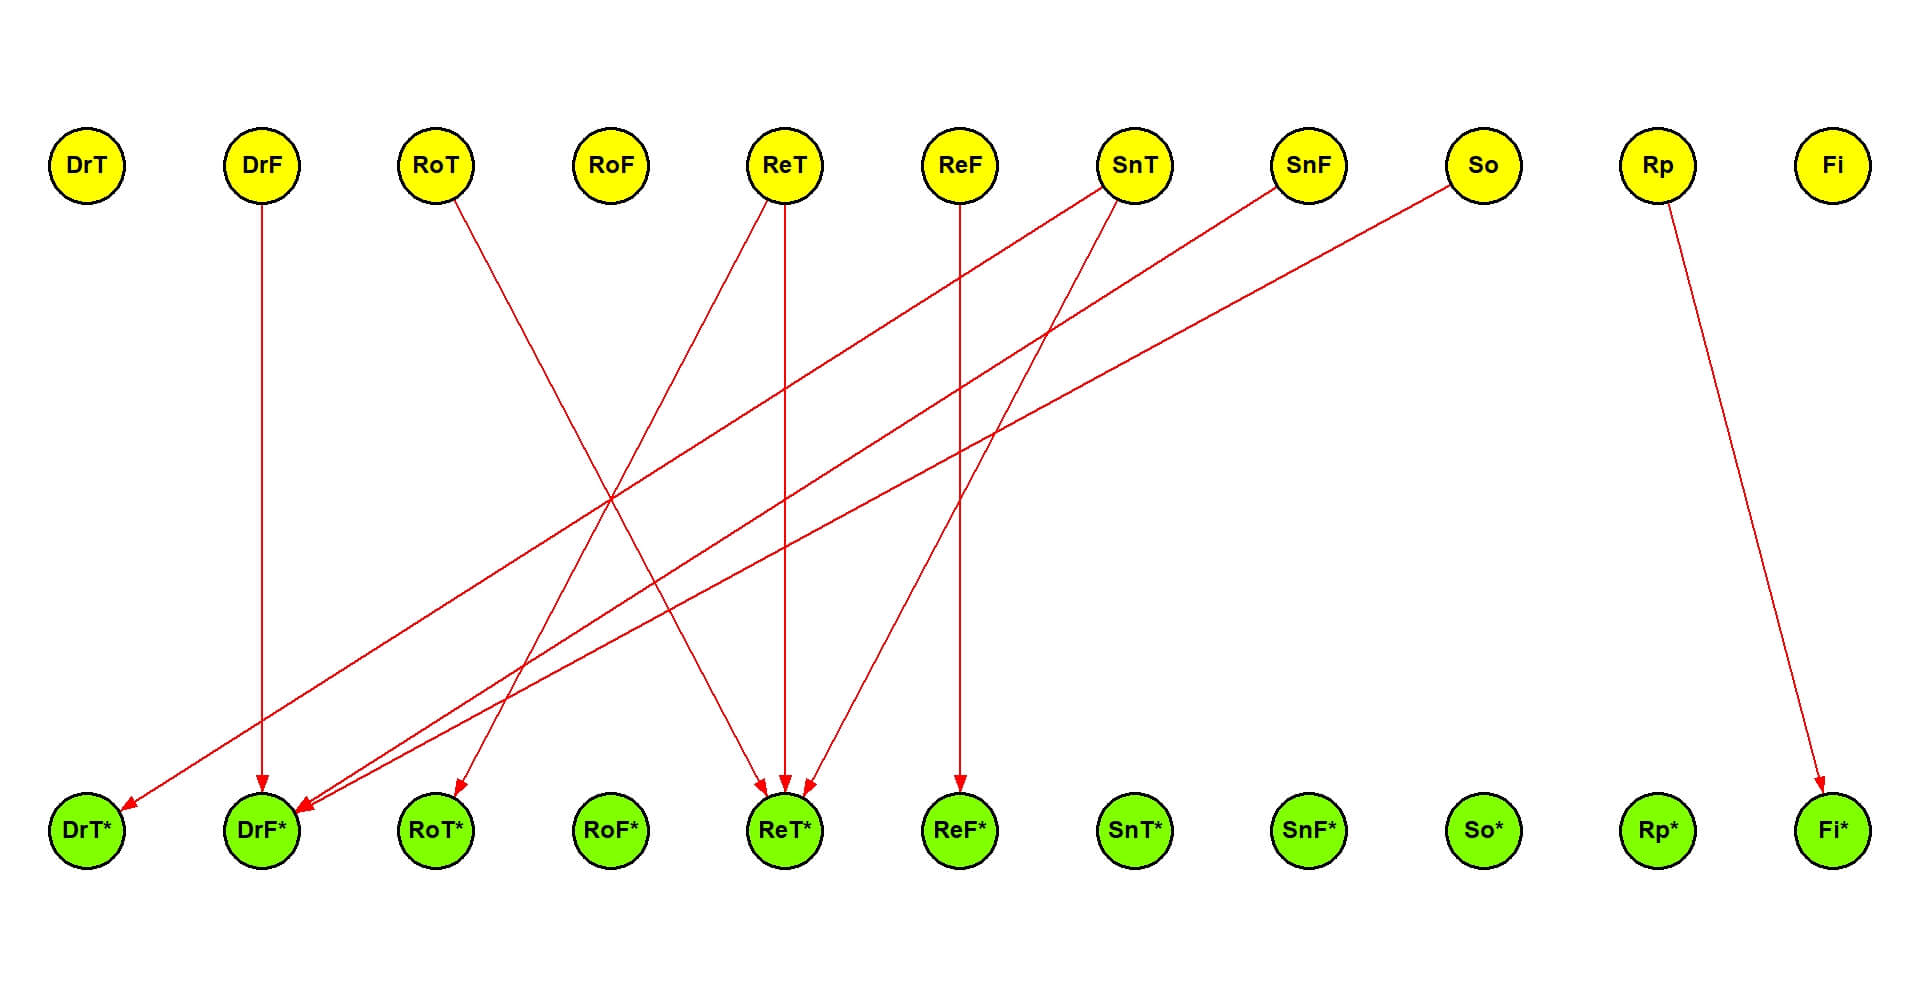 DrT DrF RoT RoF ReT ReF SnT SnF So Rp Fi
DrT* DrF* RoT* RoF* ReT* ReF* SnT* SnF* So* Rp* Fi*